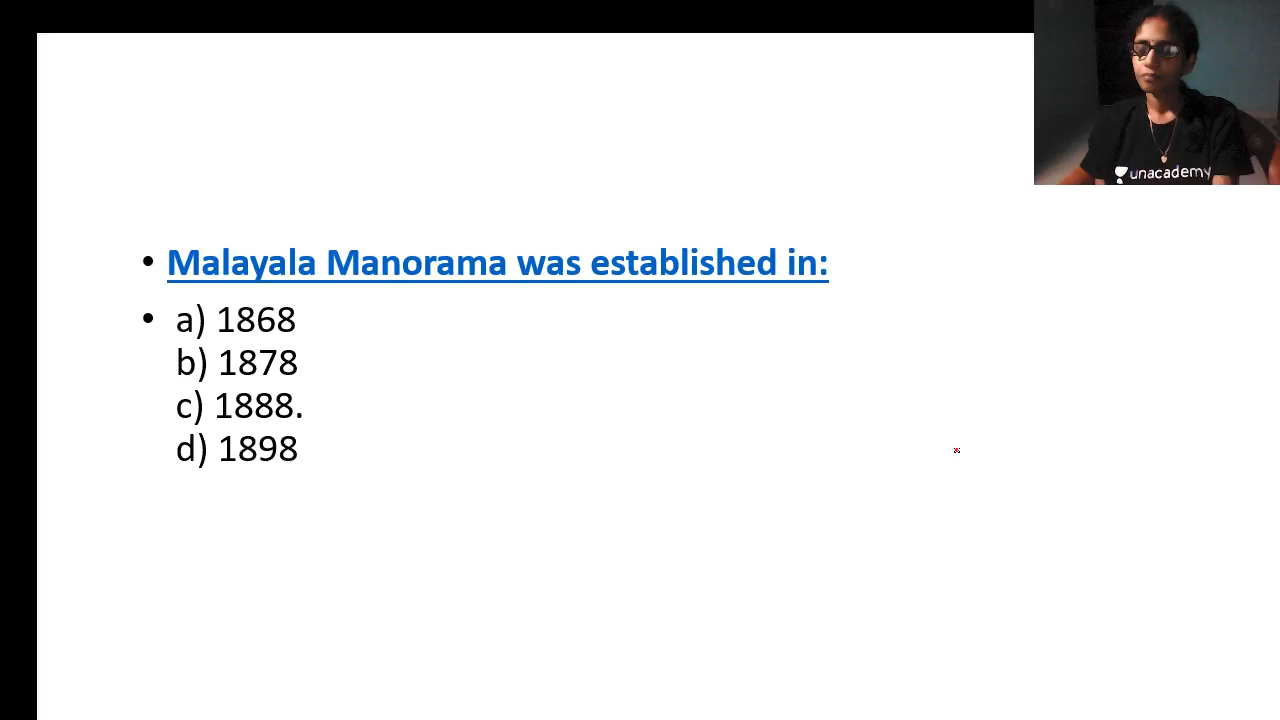 unacademy
• Malayala Manorama was established in:
• a) 1868
b) 1878
c) 1888.
d) 1898